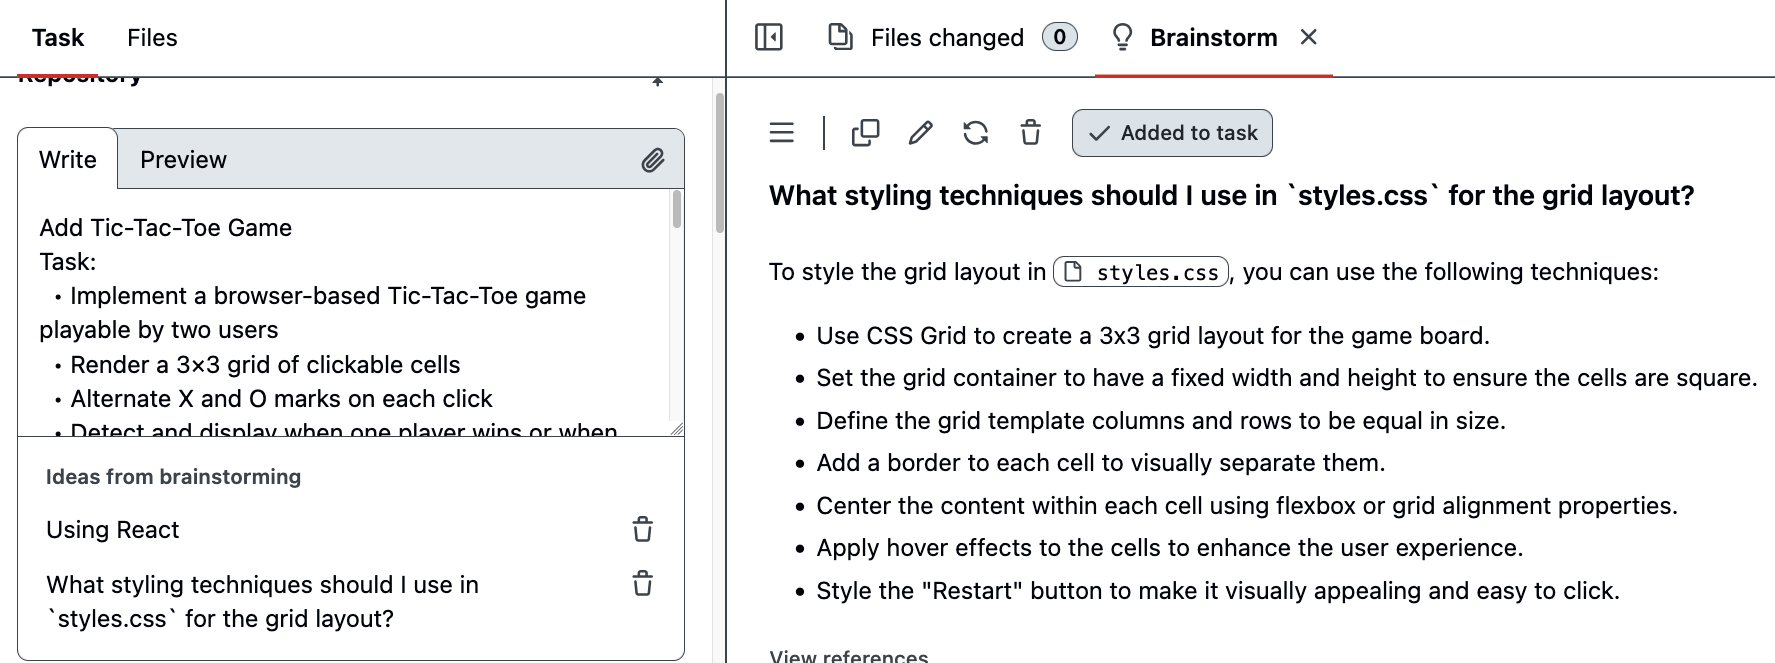 Task
Files
Repository
Write
Preview
Add Tic-Tac-Toe Game
Task:
• Implement a browser-based Tic-Tac-Toe game
playable by two users
• Render a 3×3 grid of clickable cells
• Alternate X and O marks on each click
• Detect and display when one player wins or when
Ideas from brainstorming
Using React
What styling techniques should I use in
`styles.css` for the grid layout?
Files changed 0
Brainstorm
Added to task
What styling techniques should I use in `styles.css` for the grid layout?
To style the grid layout in styles.css, you can use the following techniques:
• Use CSS Grid to create a 3x3 grid layout for the game board.
• Set the grid container to have a fixed width and height to ensure the cells are square.
• Define the grid template columns and rows to be equal in size.
• Add a border to each cell to visually separate them.
• Center the content within each cell using flexbox or grid alignment properties.
• Apply hover effects to the cells to enhance the user experience.
• Style the "Restart" button to make it visually appealing and easy to click.
View references